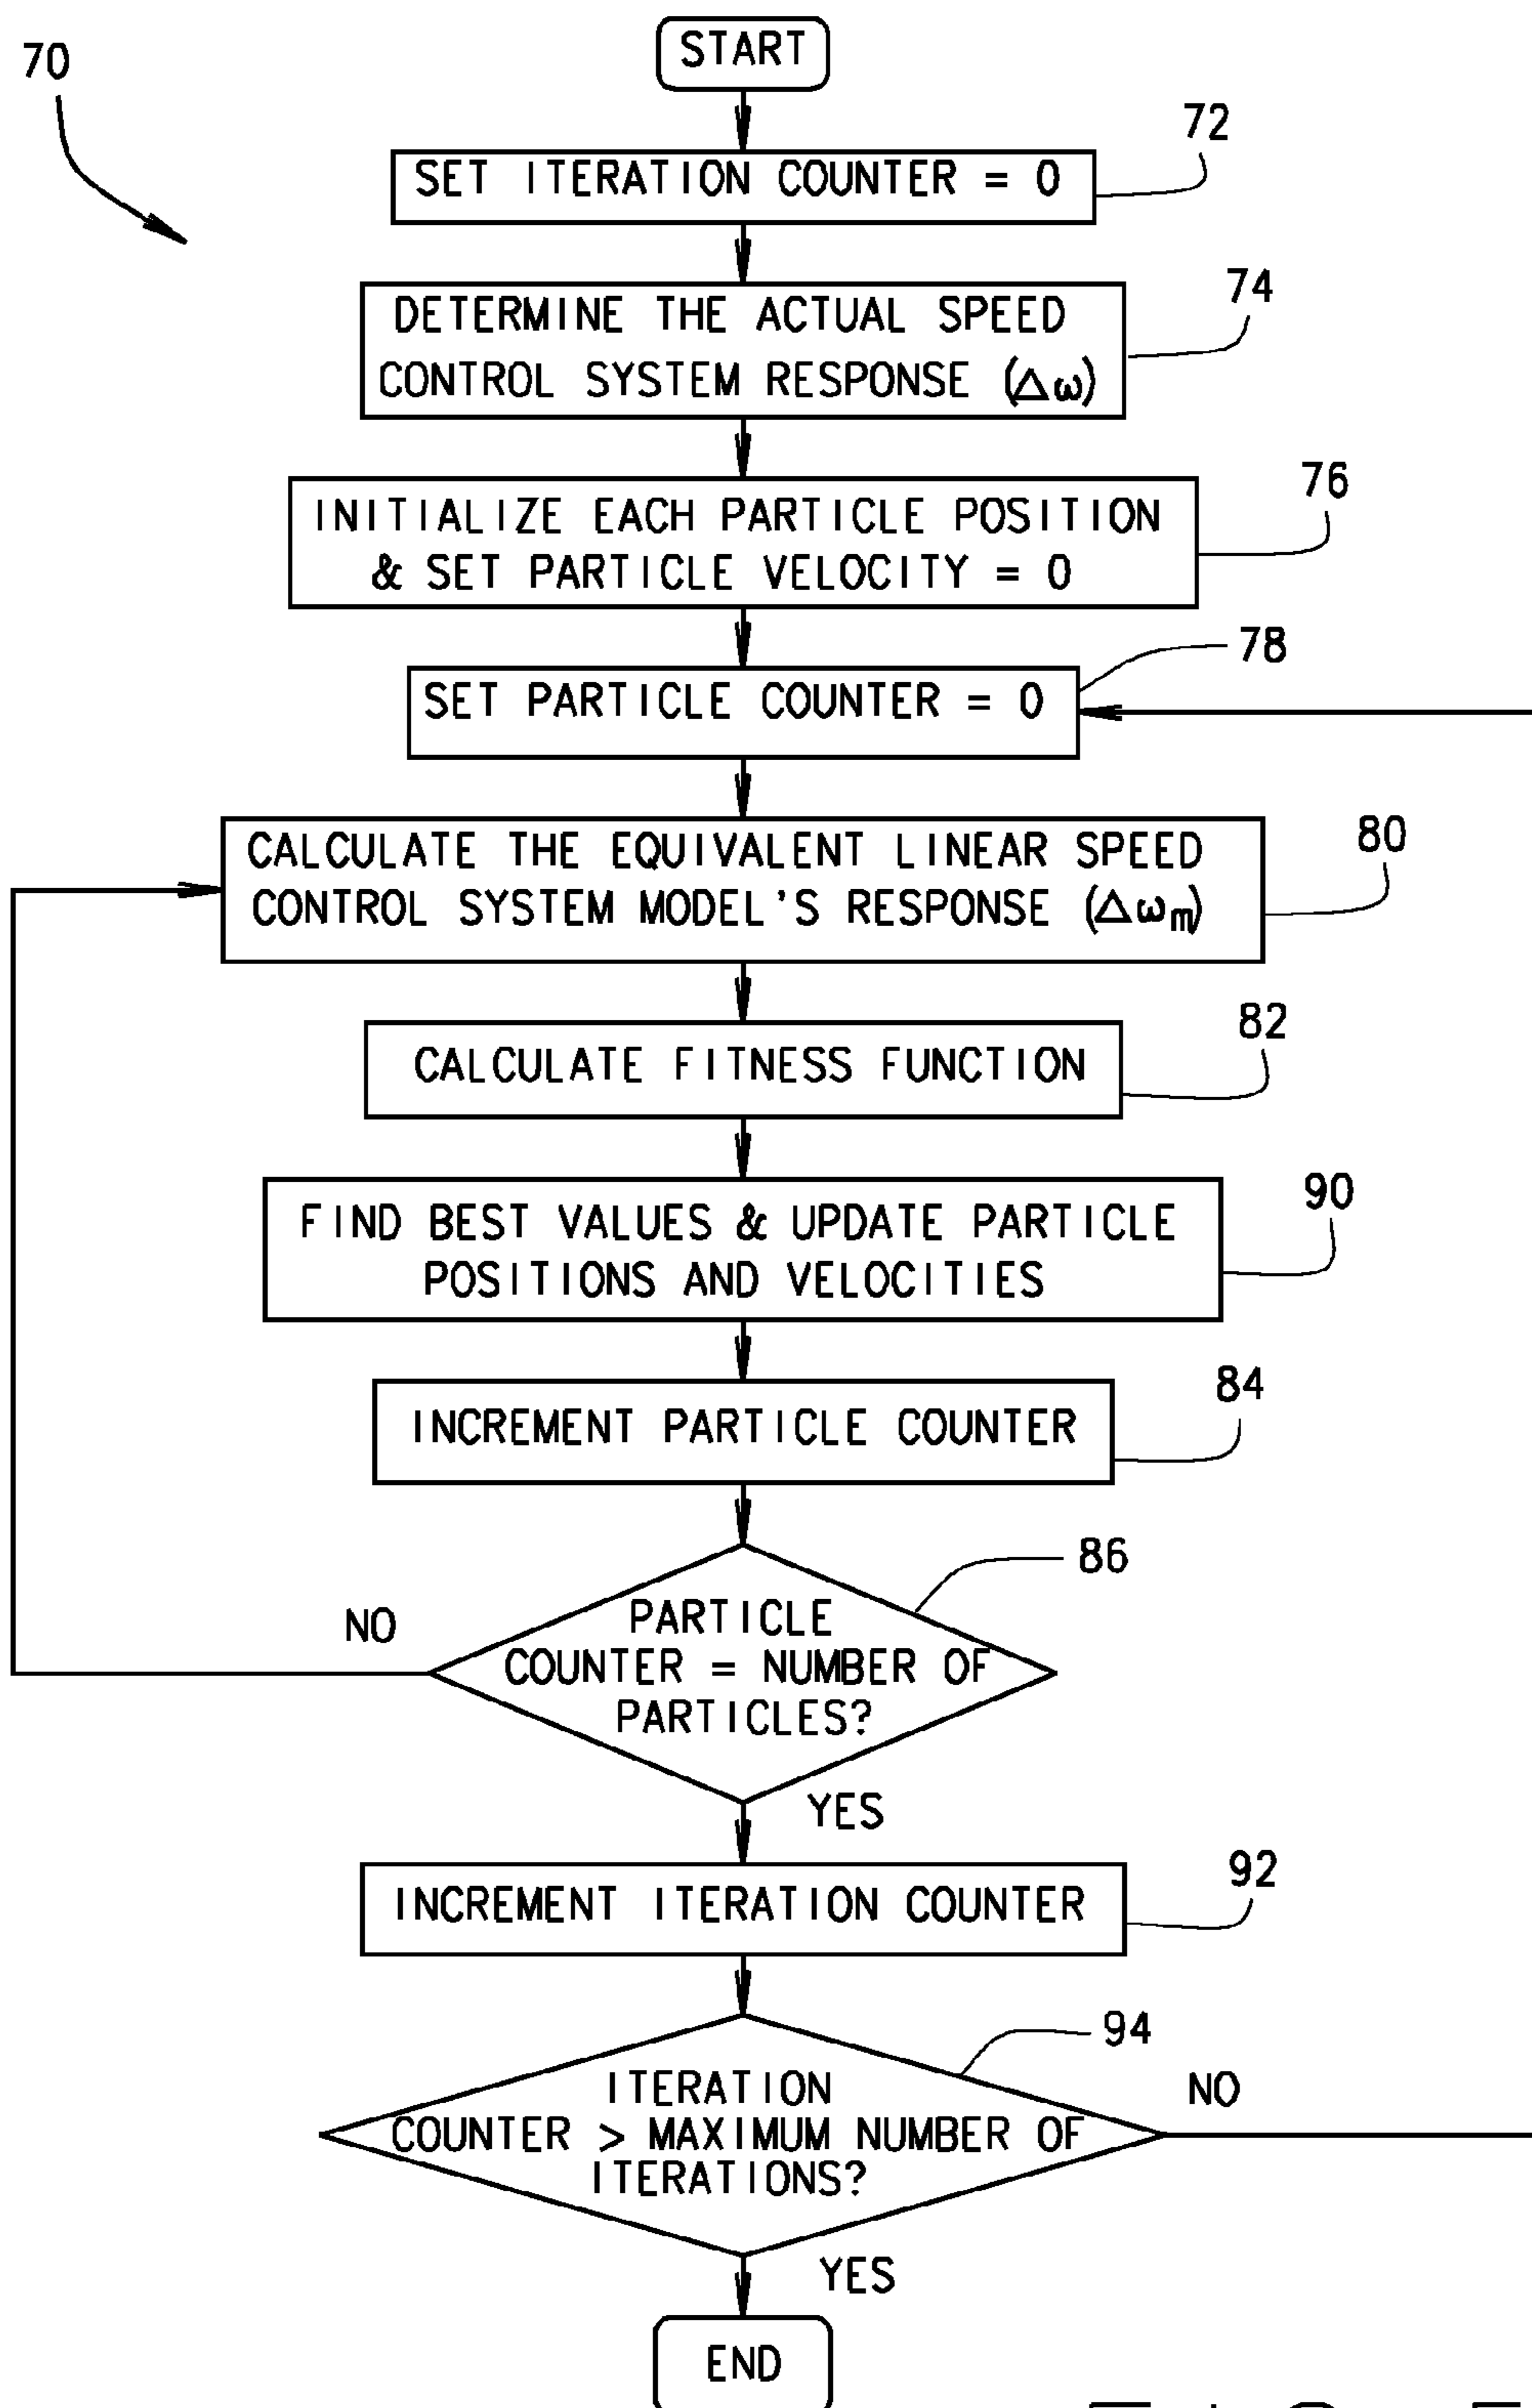 70
START
72
SET ITERATION COUNTER = 0
74
DETERMINE THE ACTUAL SPEED
CONTROL SYSTEM RESPONSE (Δω)
76
INITIALIZE EACH PARTICLE POSITION
& SET PARTICLE VELOCITY = 0
78
SET PARTICLE COUNTER = 0
80
CALCULATE THE EQUIVALENT LINEAR SPEED
CONTROL SYSTEM MODEL'S RESPONSE (Δωm)
82
CALCULATE FITNESS FUNCTION
90
FIND BEST VALUES & UPDATE PARTICLE
POSITIONS AND VELOCITIES
84
INCREMENT PARTICLE COUNTER
86
PARTICLE
COUNTER = NUMBER OF
PARTICLES?
NO
YES
92
INCREMENT ITERATION COUNTER
94
ITERATION
COUNTER > MAXIMUM NUMBER OF
ITERATIONS?
NO
YES
END